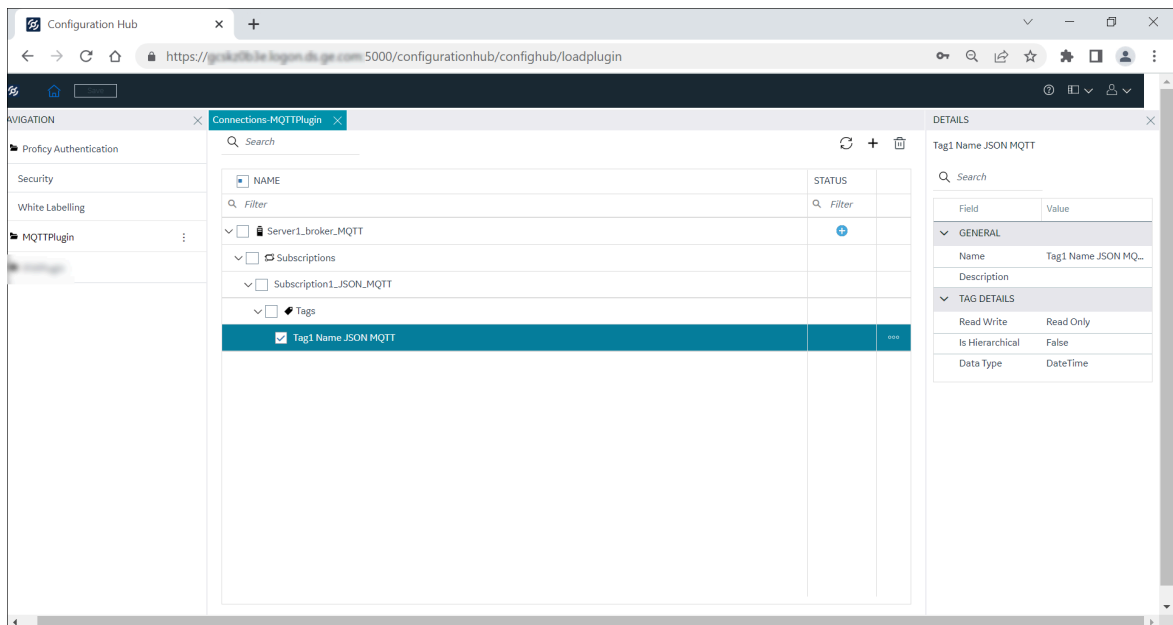 Configuration Hub
https:// 5000/configurationhub/confighub/loadplugin
Save
AVIGATION
Proficy Authentication
Security
White Labelling
MQTTPlugin
Connections-MQTTPlugin
Search
NAME
STATUS
Filter
Filter
Server1_broker_MQTT
Subscriptions
Subscription1_JSON_MQTT
Tags
Tag1 Name JSON MQTT
DETAILS
Tag1 Name JSON MQTT
Search
Field Value
GENERAL
Name Tag1 Name JSON MQ...
Description
TAG DETAILS
Read Write Read Only
Is Hierarchical False
Data Type DateTime